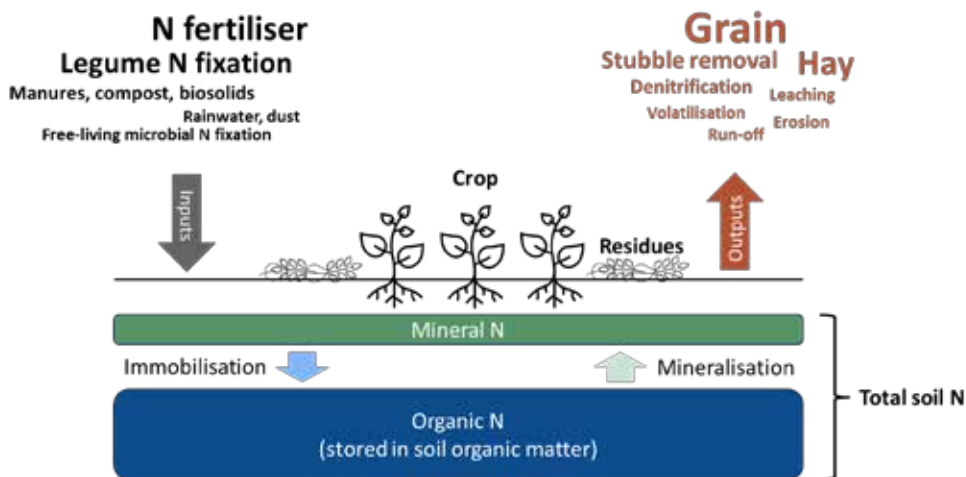 N fertiliser
Legume N fixation
Manures, compost, biosolids
Rainwater, dust
Free-living microbial N fixation
Inputs
Grain
Stubble removal
Hay
Denitrification
Leaching
Volatilisation
Erosion
Run-off
Outputs
Crop
Residues
Mineral N
Immobilisation
Mineralisation
Total soil N
Organic N
(stored in soil organic matter)